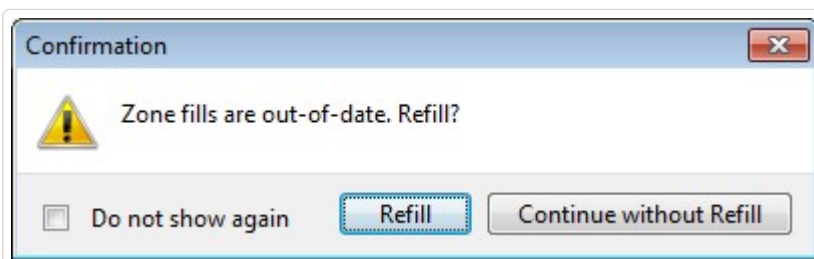 Confirmation
Zone fills are out-of-date. Refill?
Do not show again
Refill
Continue without Refill